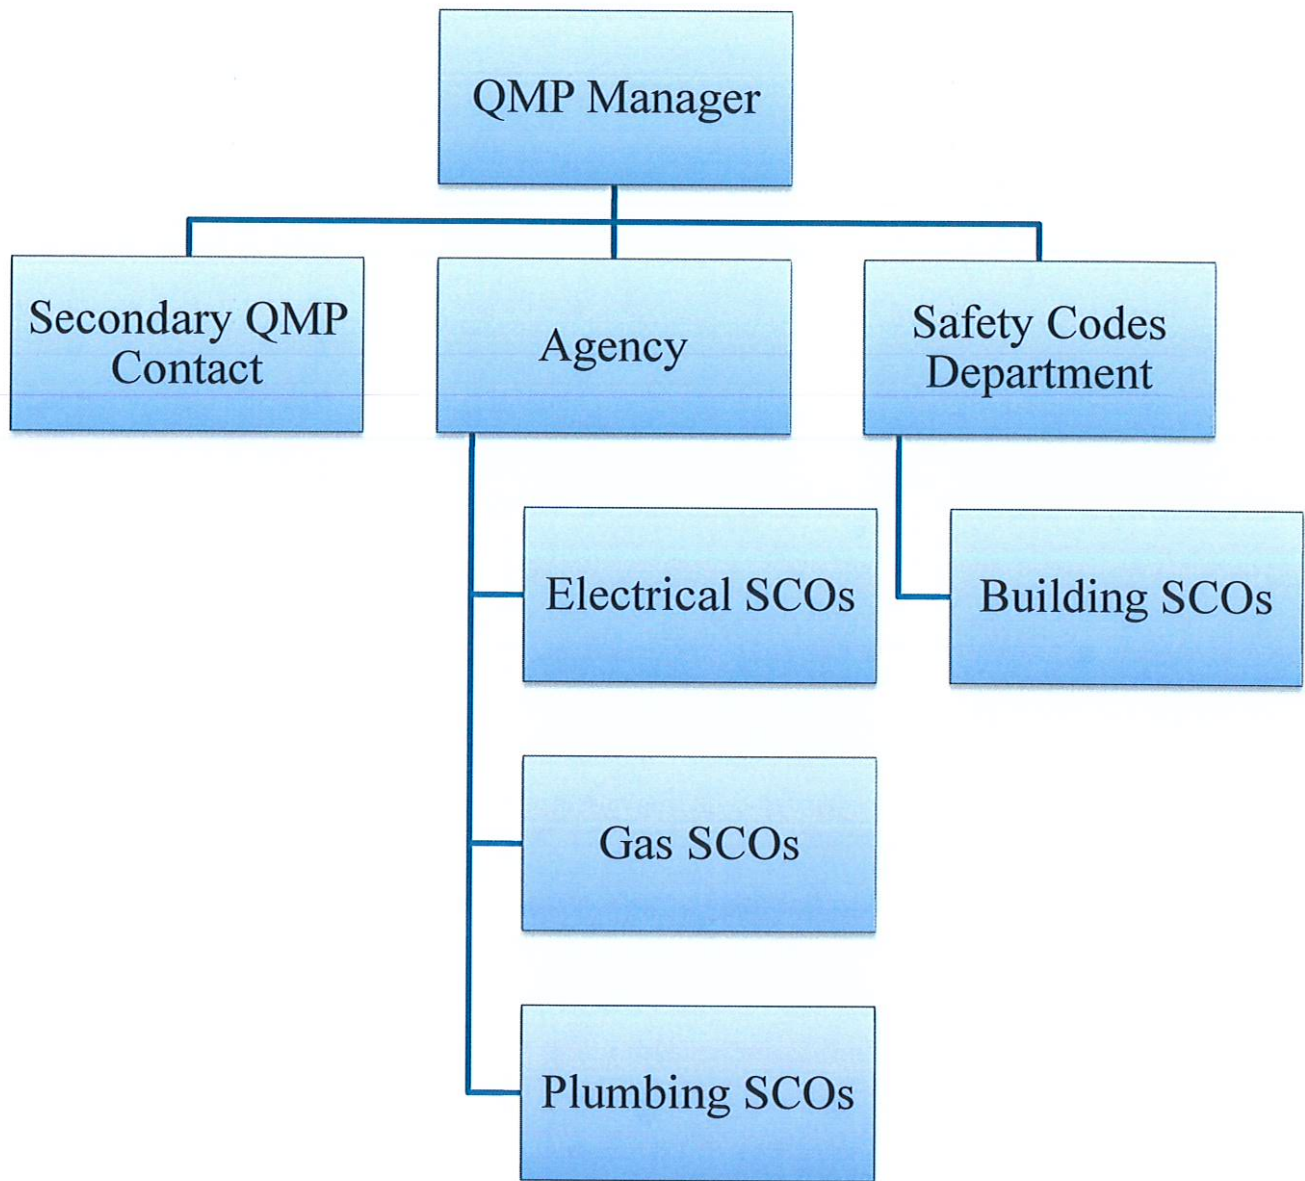 QMP Manager
Secondary QMP
Contact
Agency
Safety Codes
Department
Electrical SCOs
Building SCOs
Gas SCOs
Plumbing SCOs